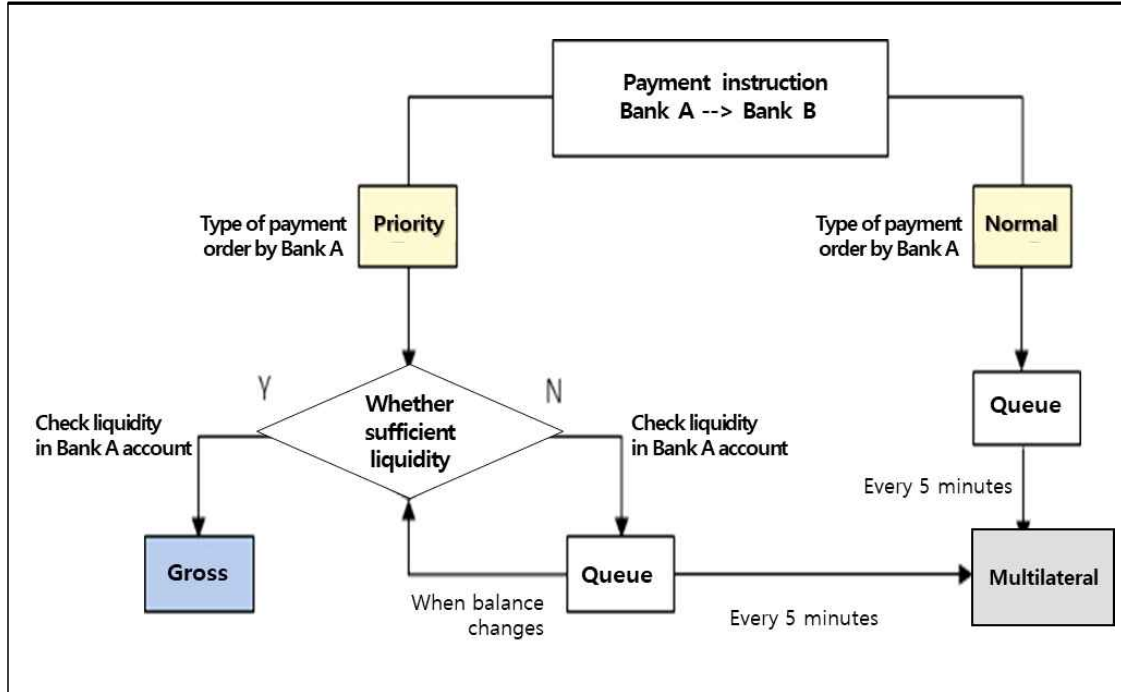 Payment instruction
Bank A --> Bank B
Type of payment
order by Bank A
Priority
Type of payment
order by Bank A
Normal
Y
N
Check liquidity
in Bank A account
Whether
sufficient
liquidity
Check liquidity
in Bank A account
Queue
Every 5 minutes
Gross
When balance
changes
Queue
Every 5 minutes
Multilateral